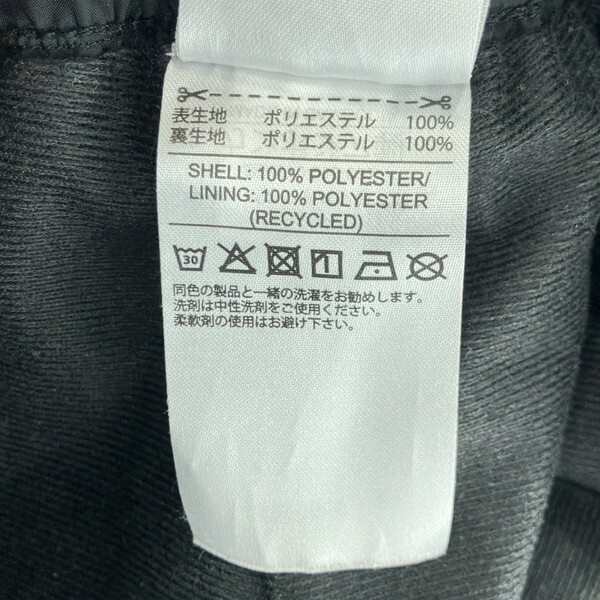 表生地 ポリエステル 100%
裏生地 ポリエステル 100%
SHELL: 100% POLYESTER/
LINING: 100% POLYESTER
(RECYCLED)
30
同色の製品と一緒の洗濯をお勧めします。
洗剤は中性洗剤をご使用ください。
柔軟剤の使用はお避け下さい。